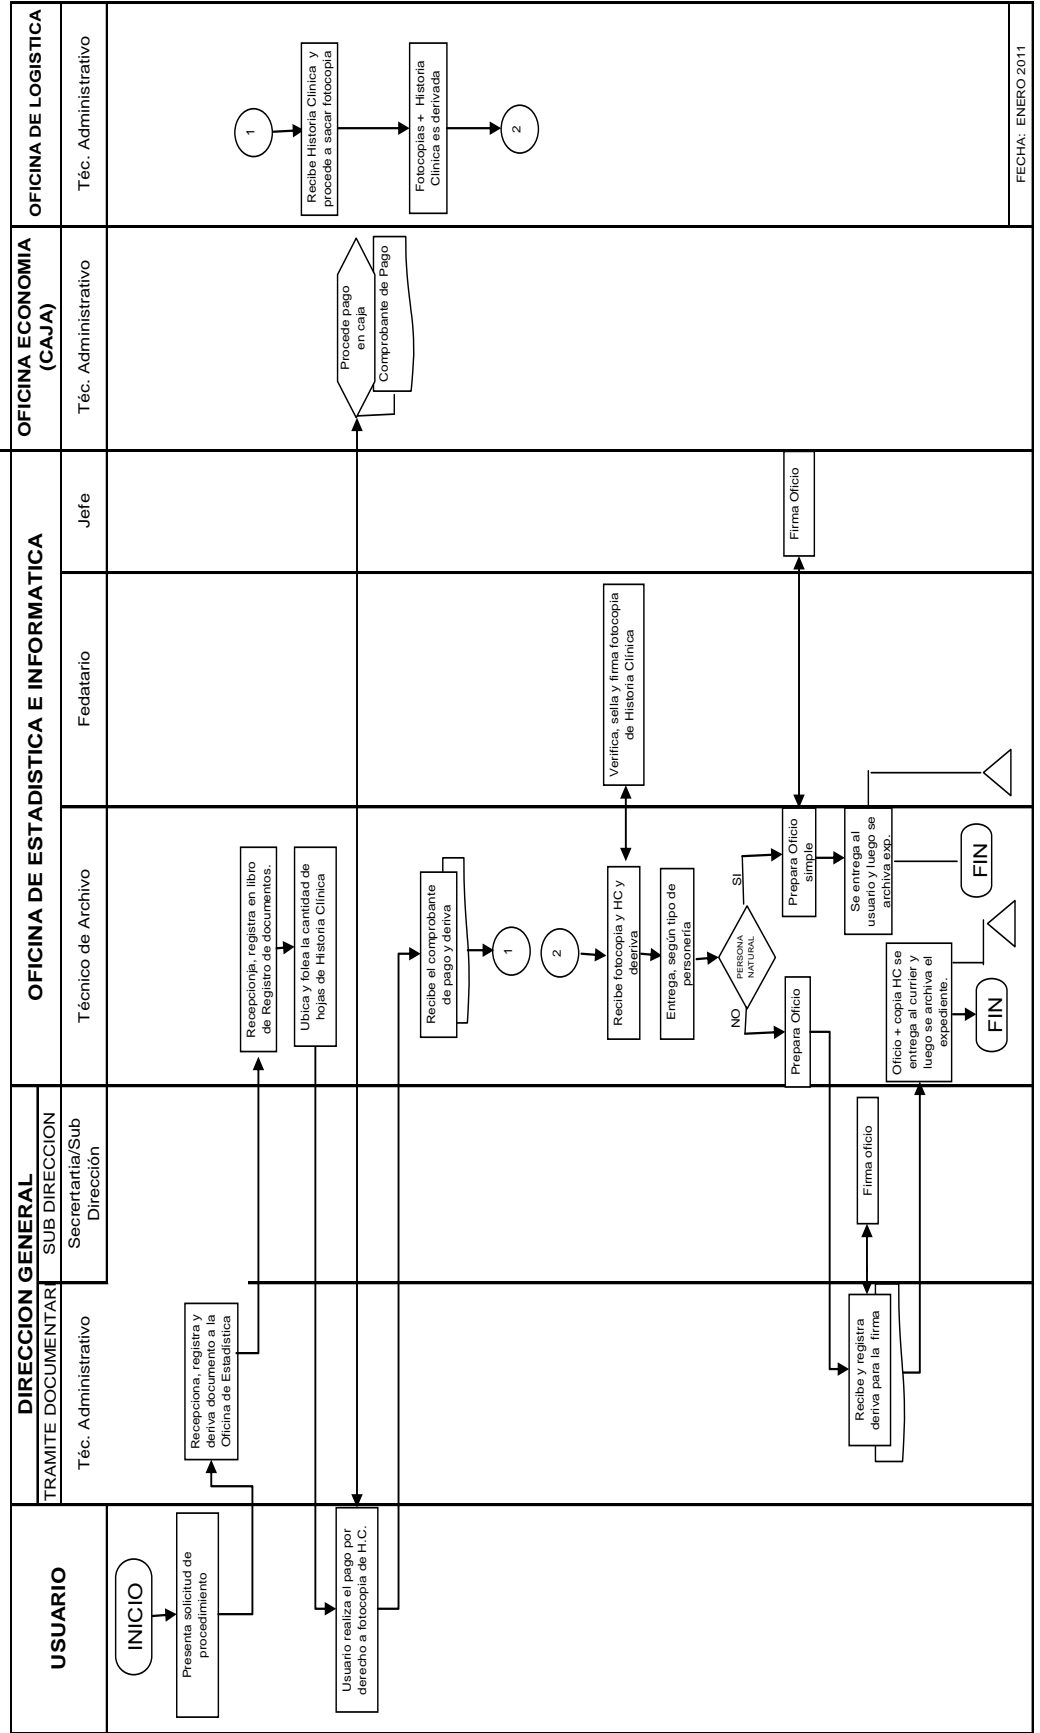 USUARIO
DIRECCION GENERAL
TRAMITE DOCUMENTARI
SUB DIRECCION
Téc. Administrativo
Secrertartia/Sub
Dirección
OFICINA DE ESTADISTICA E INFORMATICA
Técnico de Archivo
Fedatario
Jefe
OFICINA ECONOMIA
(CAJA)
Téc. Administrativo
OFICINA DE LOGISTICA
Téc. Administrativo
INICIO
Presenta solicitud de
procedimiento
Recepciona, registra y
deriva documento a la
Oficina de Estadística
Recepcionja, registra en libro
de Registro de documentos.
Ubica y folea la cantidad de
hojas de Historia Clínica
Usuario realiza el pago por
derecho a fotocopia de H.C.
Procede pago
en caja
Comprobante de Pago
Recibe el comprobante
de pago y deriva
1
1
Recibe Historia Clinica y
procede a sacar fotocopia
Fotocopias + Historia
Clinica es derivada
2
2
Recibe fotocopia y HC y
deeriva
Verifica, sella y firma fotocopia
de Historia Clínica
Entrega, según tipo de
personería
PERSONA
NATURAL
NO
SI
Prepara Oficio
Prepara Oficio
simple
Firma Oficio
Recibe y registra
deriva para la firma
Firma oficio
Se entrega al
usuario y luego se
archiva exp.
Oficio + copia HC se
entrega al currier y
luego se archiva el
expediente.
FIN
FIN
FECHA: ENERO 2011